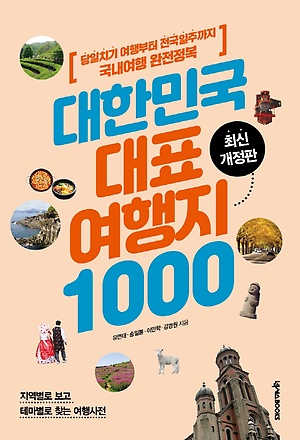 당일치기 여행부터 전국일주까지
국내여행 완전정복
대한민국
대표
여행지
1000
최신
개정판
유연태 · 송일봉 · 이민학 · 강경원 지음
지역별로 보고
테마별로 찾는 여행사전